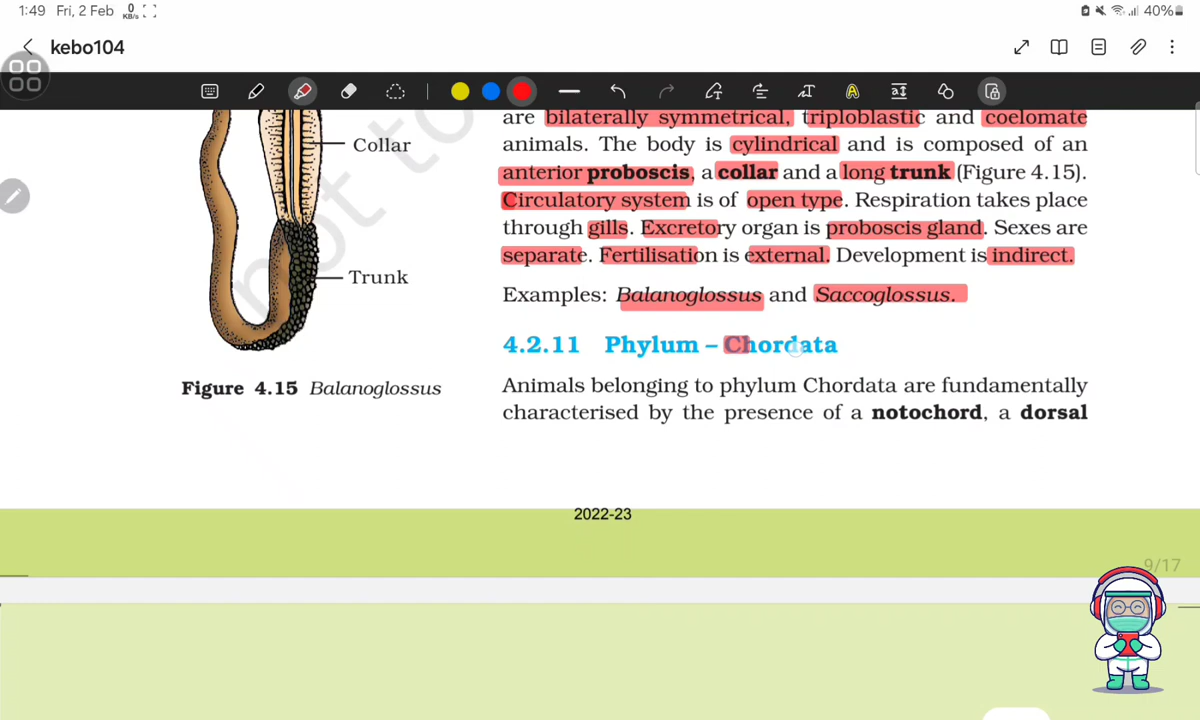 1:49 Fri, 2 Feb 0 KB/s 40%
kebo104
Collar
Trunk
Figure 4.15 Balanoglossus
are bilaterally symmetrical, triploblastic and coelomate
animals. The body is cylindrical and is composed of an
anterior proboscis, a collar and a long trunk (Figure 4.15).
Circulatory system is of open type. Respiration takes place
through gills. Excretory organ is proboscis gland. Sexes are
separate. Fertilisation is external. Development is indirect.
Examples: Balanoglossus and Saccoglossus.
4.2.11 Phylum – Chordata
Animals belonging to phylum Chordata are fundamentally
characterised by the presence of a notochord, a dorsal
not to
2022-23
9/17